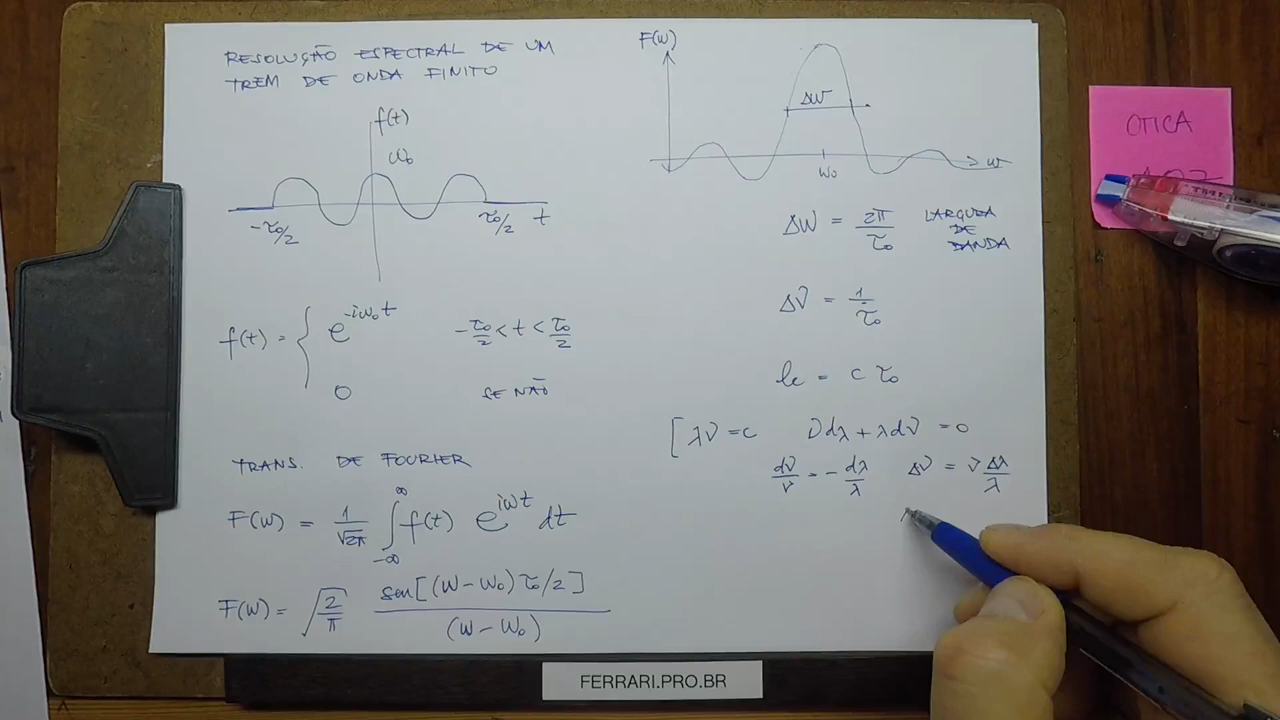 RESOLUÇÃO ESPECTRAL DE UM
TREM DE ONDA FINITO
f(t)
ω₀
-τ₀/2
τ₀/2
t
f(t) = { e^{-iω₀t}   -τ₀/2 < t < τ₀/2
0   SE NÃO
TRANS. DE FOURIER
F(ω) = 1/√2π ∫_{-∞}^{∞} f(t) e^{iωt} dt
F(ω) = √(2/π) sen[(ω-ω₀)τ₀/2] / (ω-ω₀)
F(ω)
Δω
ω₀
ω
Δω = 2π/τ₀   LARGURA
DE
BANDA
Δν = 1/τ₀
lc = c τ₀
[ λν = c   νdλ + λdν = 0
dν/ν = - dλ/λ   Δν = ν Δλ/λ
OTICA
FERRARI.PRO.BR